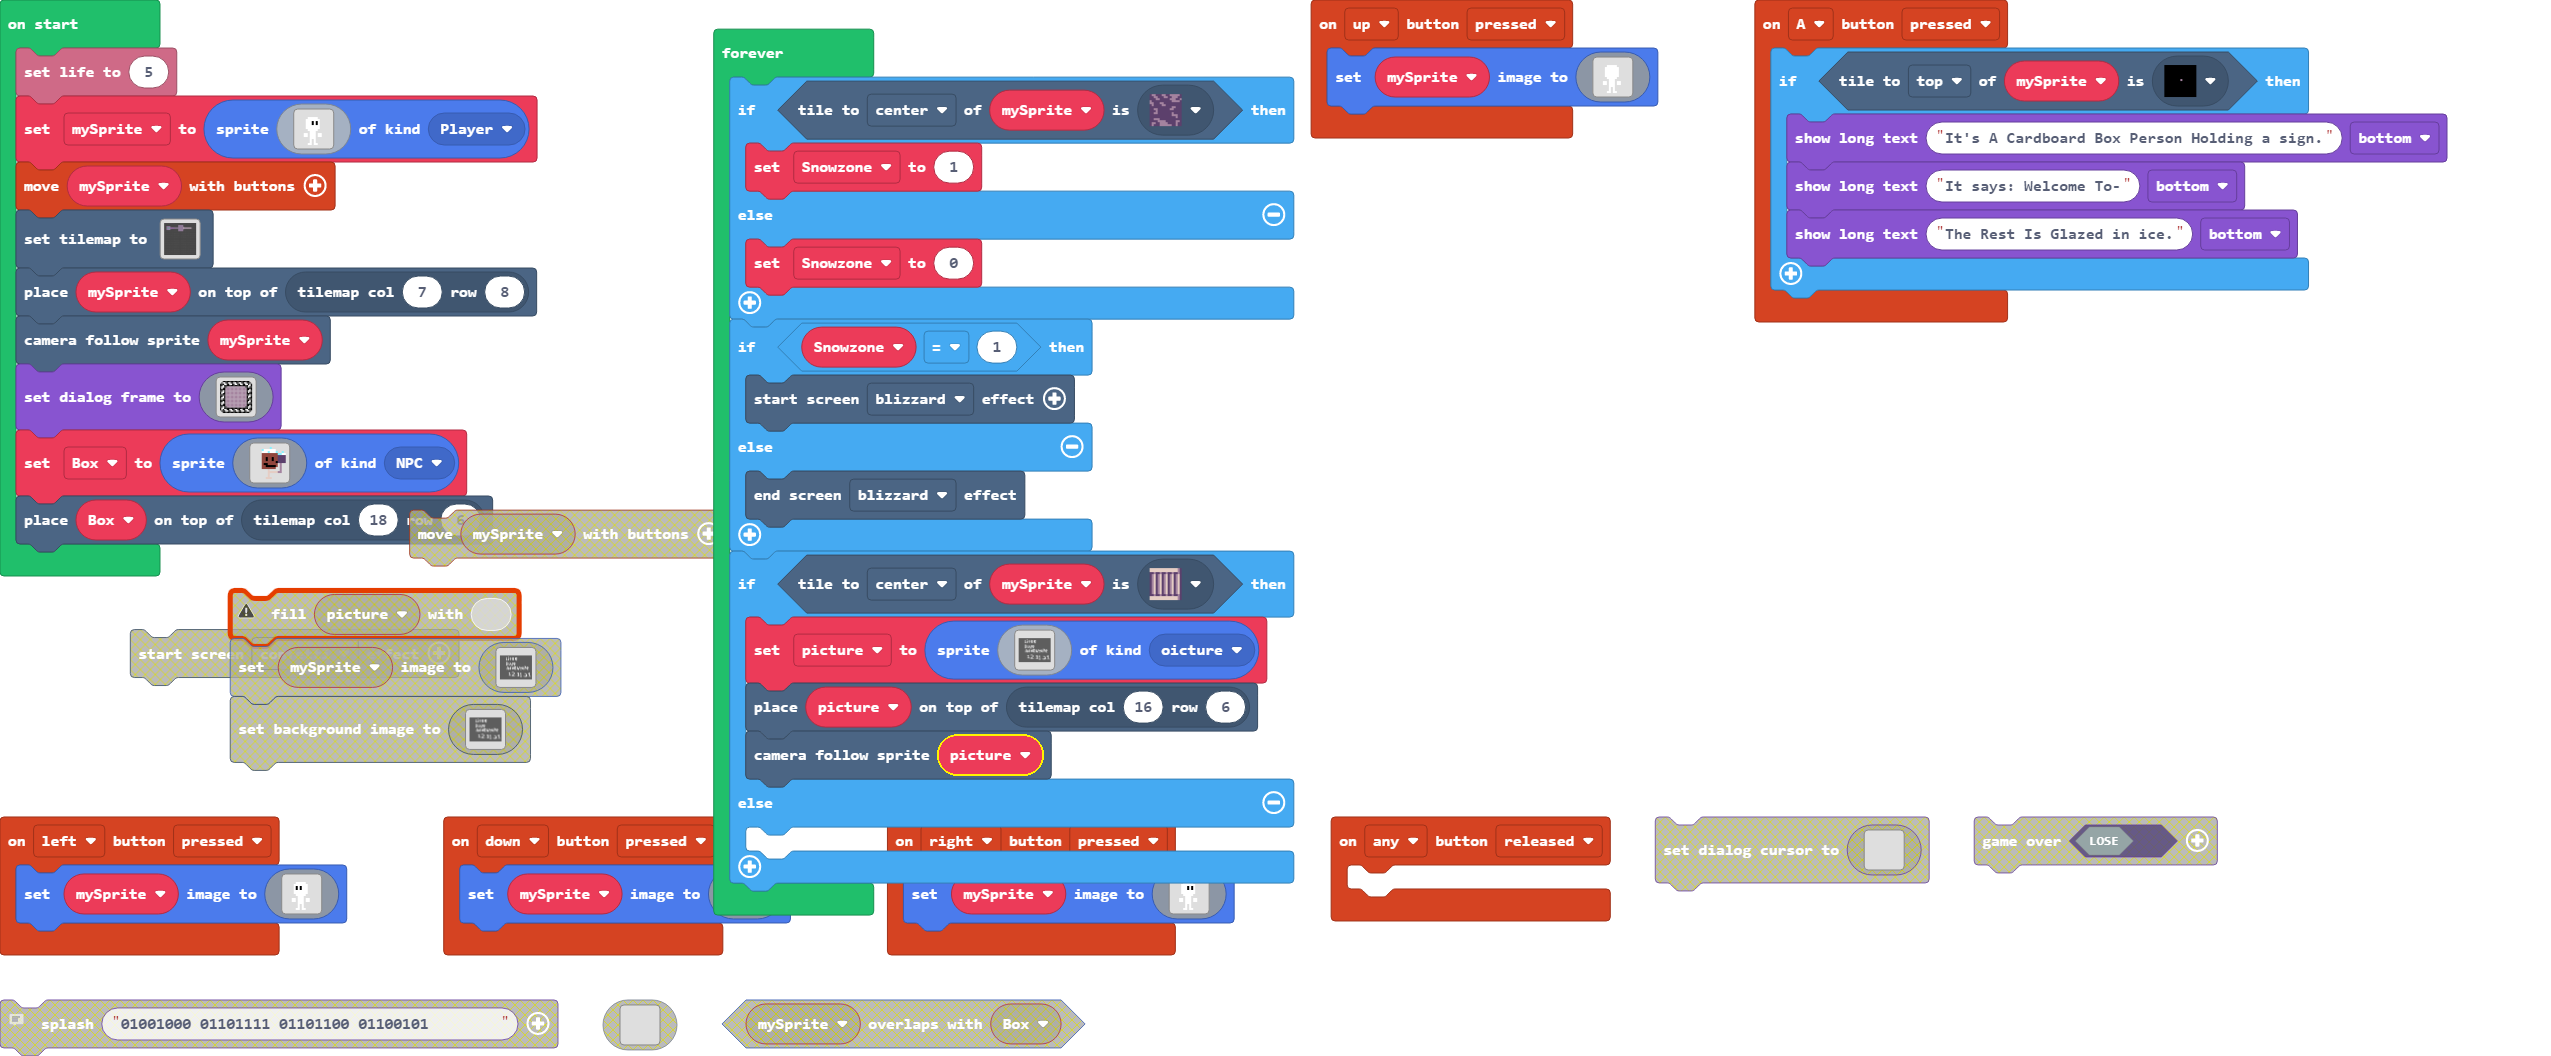 on start
set life to 5
set mySprite to sprite of kind Player
move mySprite with buttons
set tilemap to
place mySprite on top of tilemap col 7 row 8
camera follow sprite mySprite
set dialog frame to
set Box to sprite of kind NPC
place Box on top of tilemap col 18 row 6
move mySprite with buttons
fill picture with
start screen effect
set mySprite image to
set background image to
forever
if tile to center of mySprite is then
set Snowzone to 1
else
set Snowzone to 0
if Snowzone = 1 then
start screen blizzard effect
else
end screen blizzard effect
if tile to center of mySprite is then
set picture to sprite of kind oicture
place picture on top of tilemap col 16 row 6
camera follow sprite picture
else
on up button pressed
set mySprite image to
on A button pressed
if tile to top of mySprite is then
show long text "It's A Cardboard Box Person Holding a sign." bottom
show long text "It says: Welcome To-" bottom
show long text "The Rest Is Glazed in ice." bottom
on left button pressed
set mySprite image to
on down button pressed
set mySprite image to
on right button pressed
set mySprite image to
on any button released
set dialog cursor to
game over LOSE
splash "01001000 01101111 01101100 01100101 "
mySprite overlaps with Box